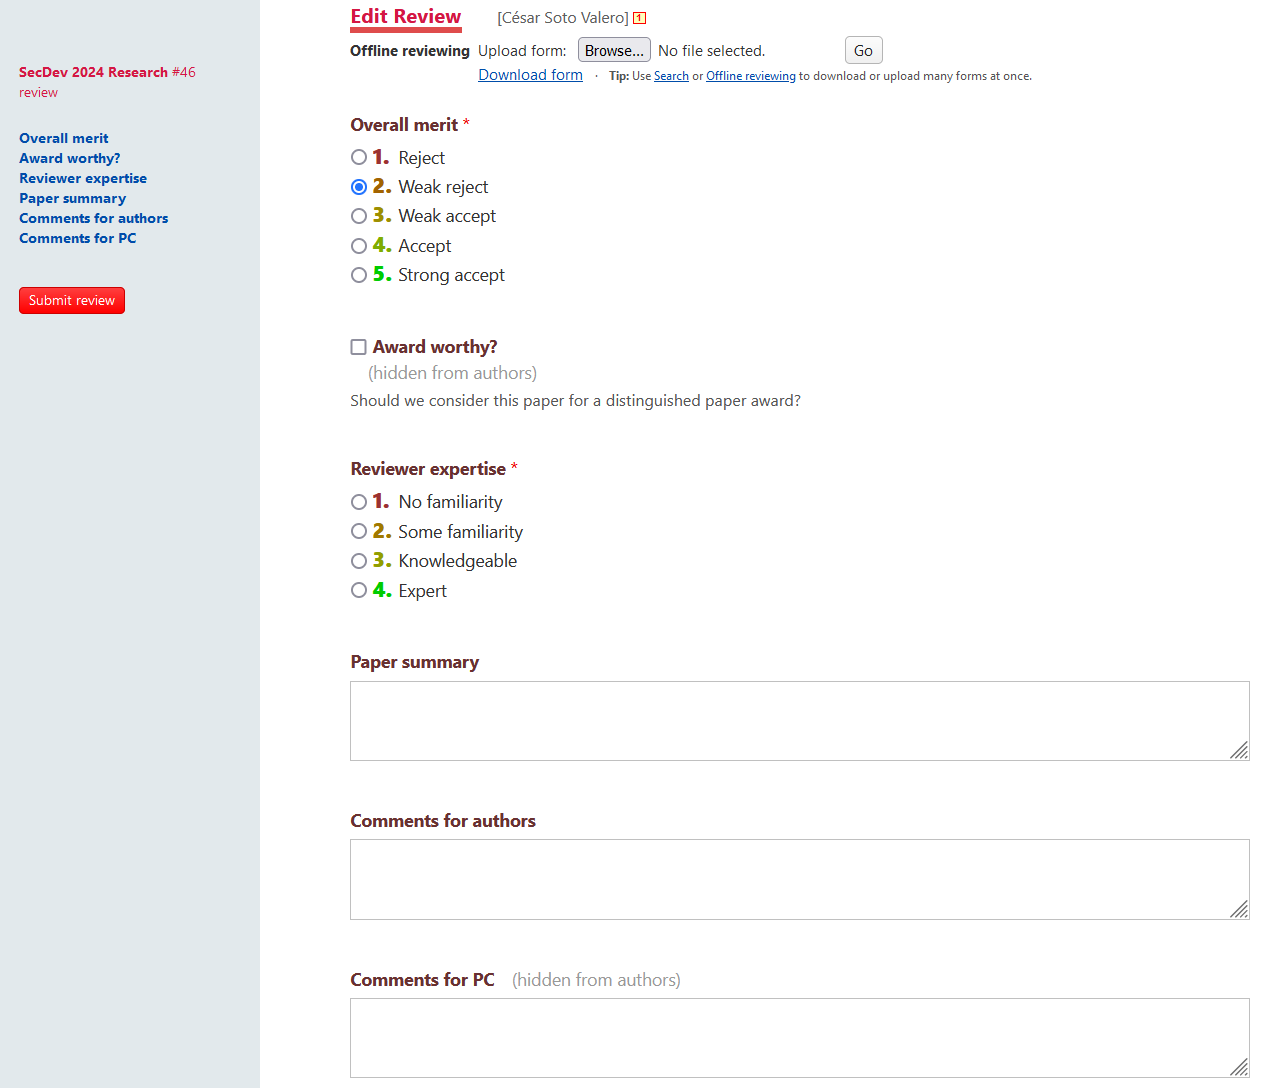 SecDev 2024 Research #46
review
Overall merit
Award worthy?
Reviewer expertise
Paper summary
Comments for authors
Comments for PC
Submit review
Edit Review [César Soto Valero] 1
Offline reviewing Upload form: Browse... No file selected. Go
Download form · Tip: Use Search or Offline reviewing to download or upload many forms at once.
Overall merit *
1. Reject
2. Weak reject
3. Weak accept
4. Accept
5. Strong accept
Award worthy?
(hidden from authors)
Should we consider this paper for a distinguished paper award?
Reviewer expertise *
1. No familiarity
2. Some familiarity
3. Knowledgeable
4. Expert
Paper summary
Comments for authors
Comments for PC (hidden from authors)